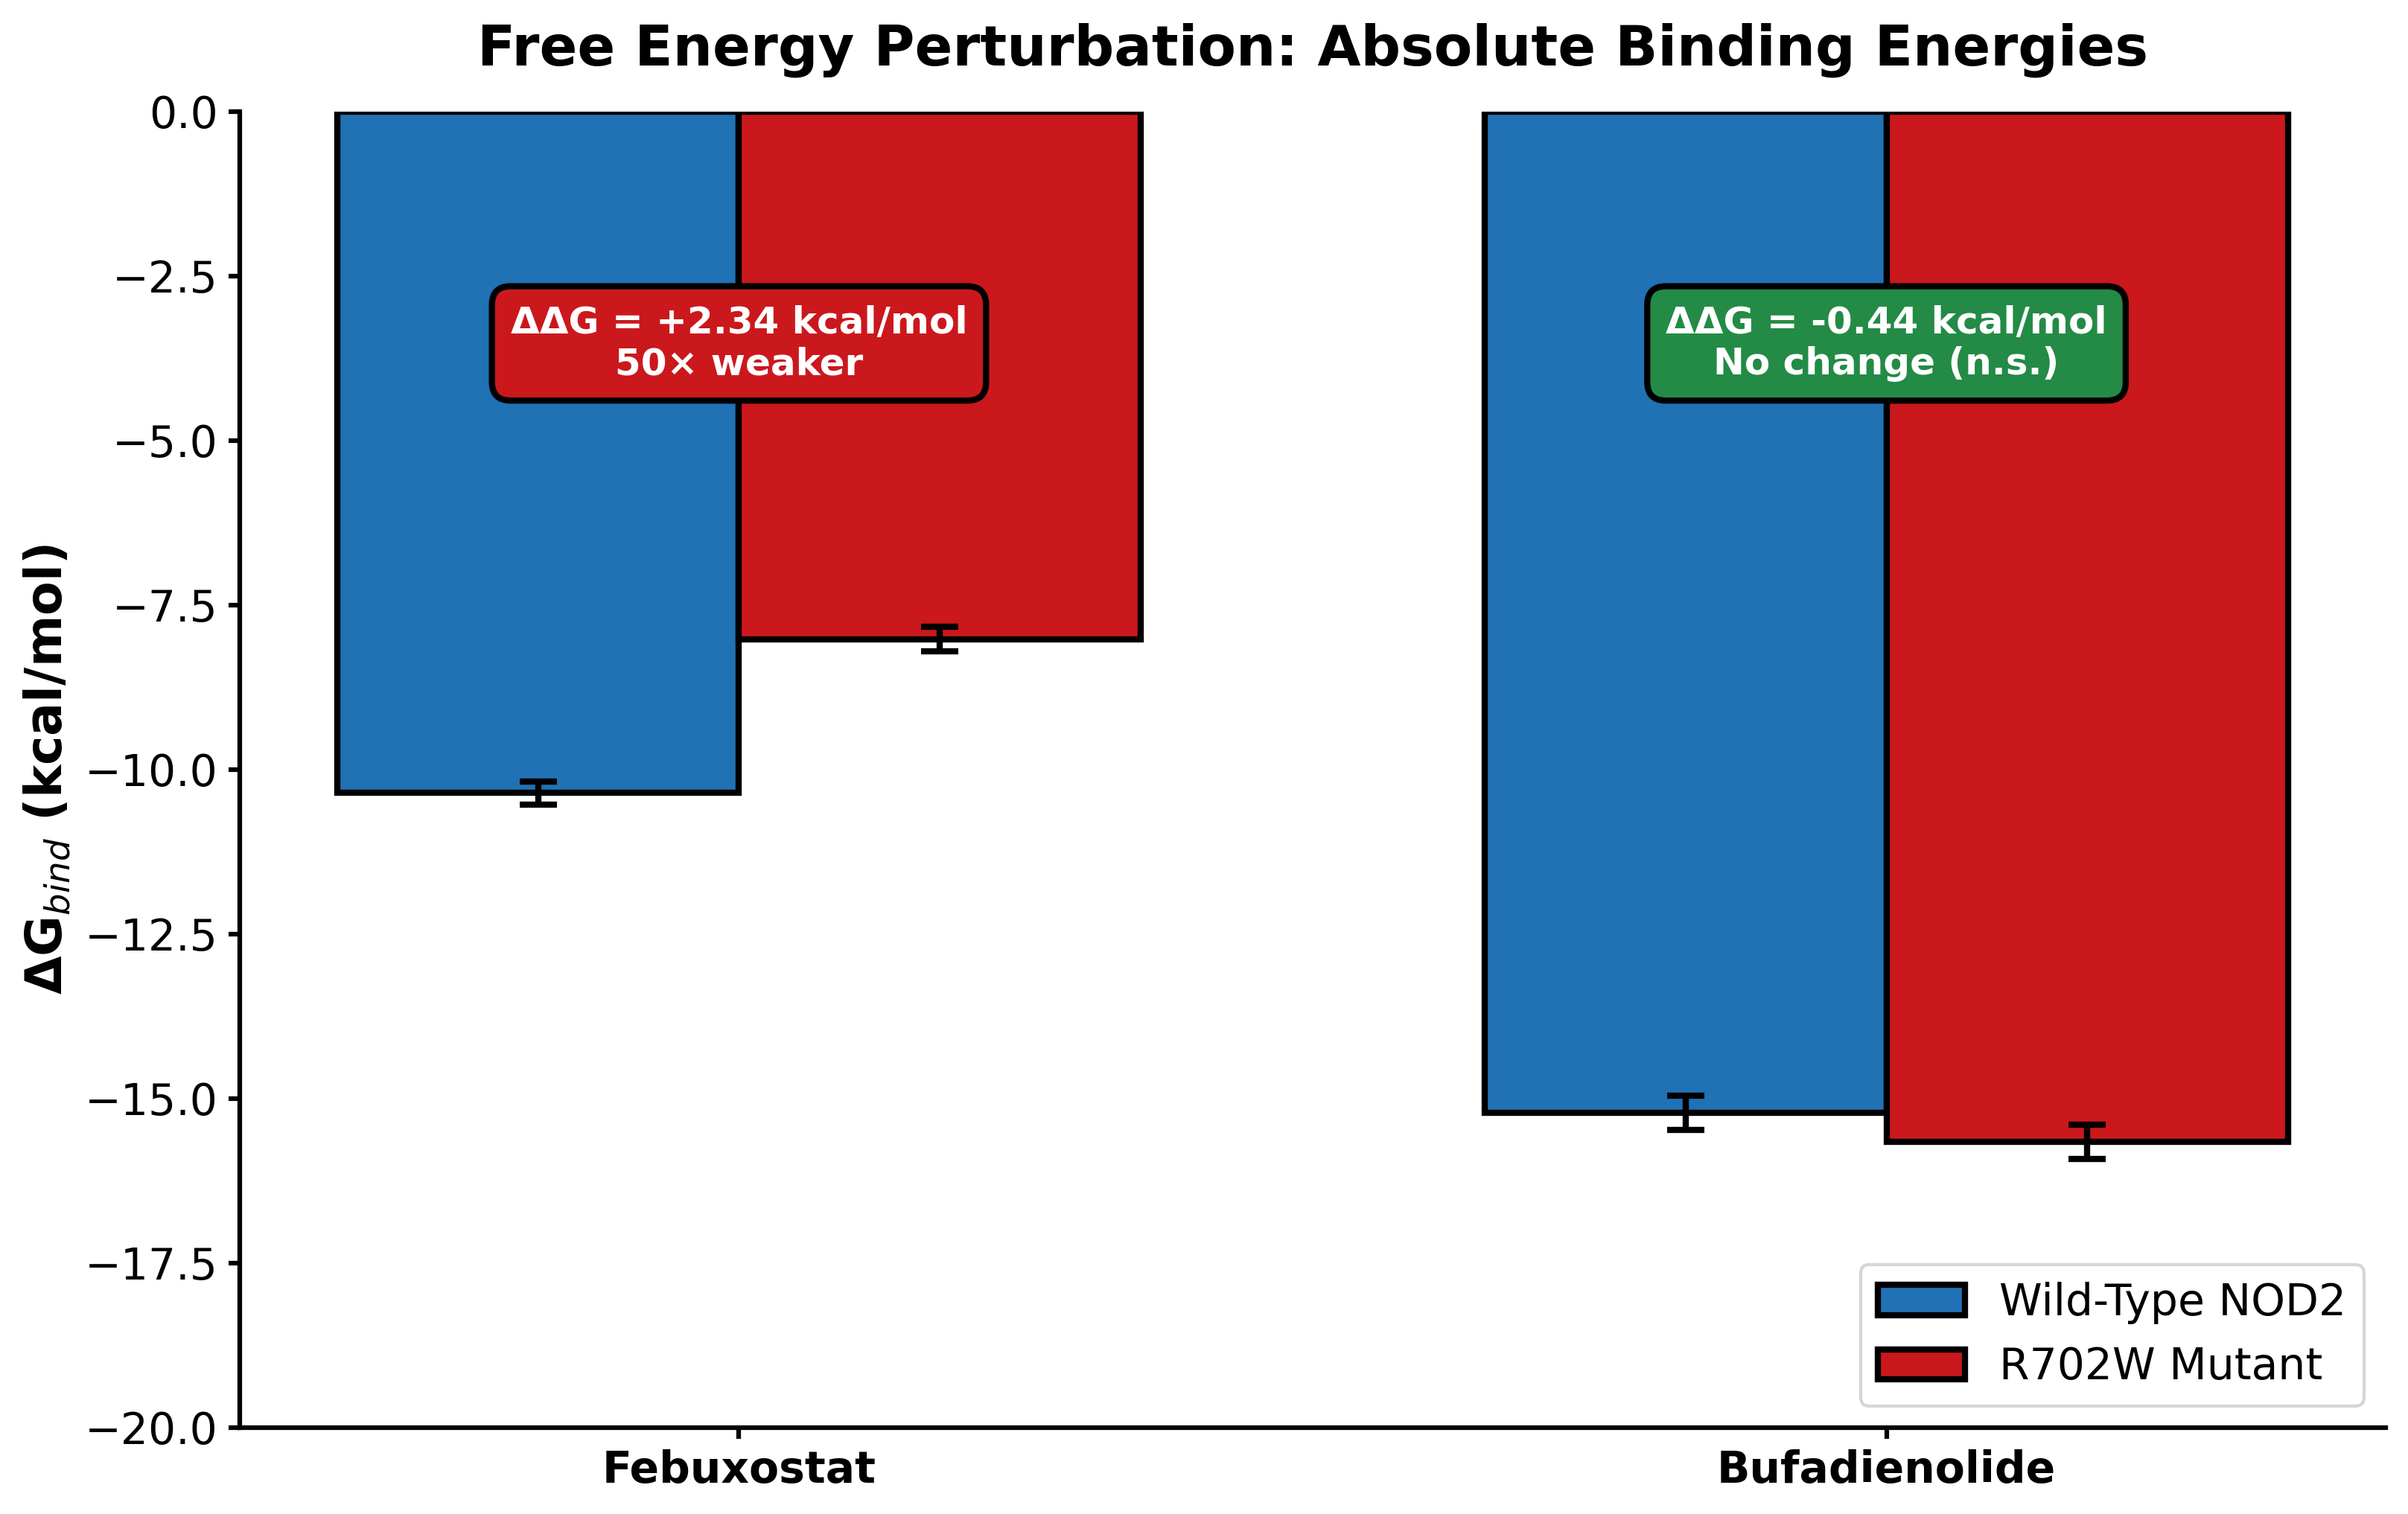 Free Energy Perturbation: Absolute Binding Energies
ΔG_bind (kcal/mol)
0.0
−2.5
−5.0
−7.5
−10.0
−12.5
−15.0
−17.5
−20.0
ΔΔG = +2.34 kcal/mol
50× weaker
ΔΔG = -0.44 kcal/mol
No change (n.s.)
Wild-Type NOD2
R702W Mutant
Febuxostat
Bufadienolide